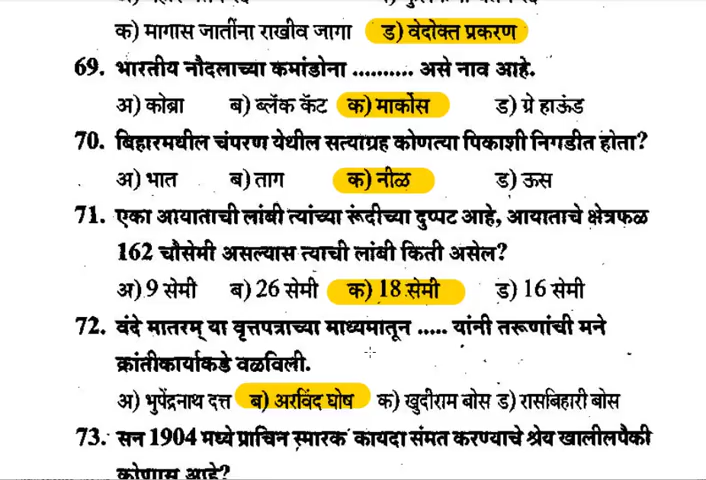 क) मागास जातींना राखीव जागा ड) वेदोक्त प्रकरण
69. भारतीय नौदलाच्या कमांडोना .......... असे नाव आहे.
अ) कोब्रा ब) ब्लॅक कॅट क) मार्कोस ड) ग्रे हाऊंड
70. बिहारमधील चंपरण येथील सत्याग्रह कोणत्या पिकाशी निगडीत होता?
अ) भात ब) ताग क) नीळ ड) ऊस
71. एका आयाताची लांबी त्यांच्या रूंदीच्या दुप्पट आहे, आयाताचे क्षेत्रफळ
162 चौसेमी असल्यास त्याची लांबी किती असेल?
अ) 9 सेमी ब) 26 सेमी क) 18 सेमी ड) 16 सेमी
72. वंदे मातरम् या वृत्तपत्राच्या माध्यमातून ..... यांनी तरूणांची मने
क्रांतीकार्याकडे वळविली.
अ) भुपेंद्रनाथ दत्त ब) अरविंद घोष क) खुदीराम बोस ड) रासबिहारी बोस
73. सन 1904 मध्ये प्राचिन स्मारक कायदा संमत करण्याचे श्रेय खालीलपैकी
कोणास आहे?